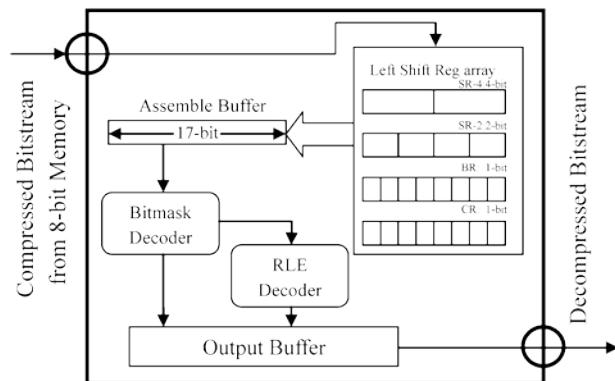 Compressed Bitstream
from 8-bit Memory
Left Shift Reg array
SR-4:4-bit
SR-2:2-bit
BR: 1-bit
CR: 1-bit
Assemble Buffer
17-bit
Bitmask
Decoder
RLE
Decoder
Output Buffer
Decompressed Bitstream